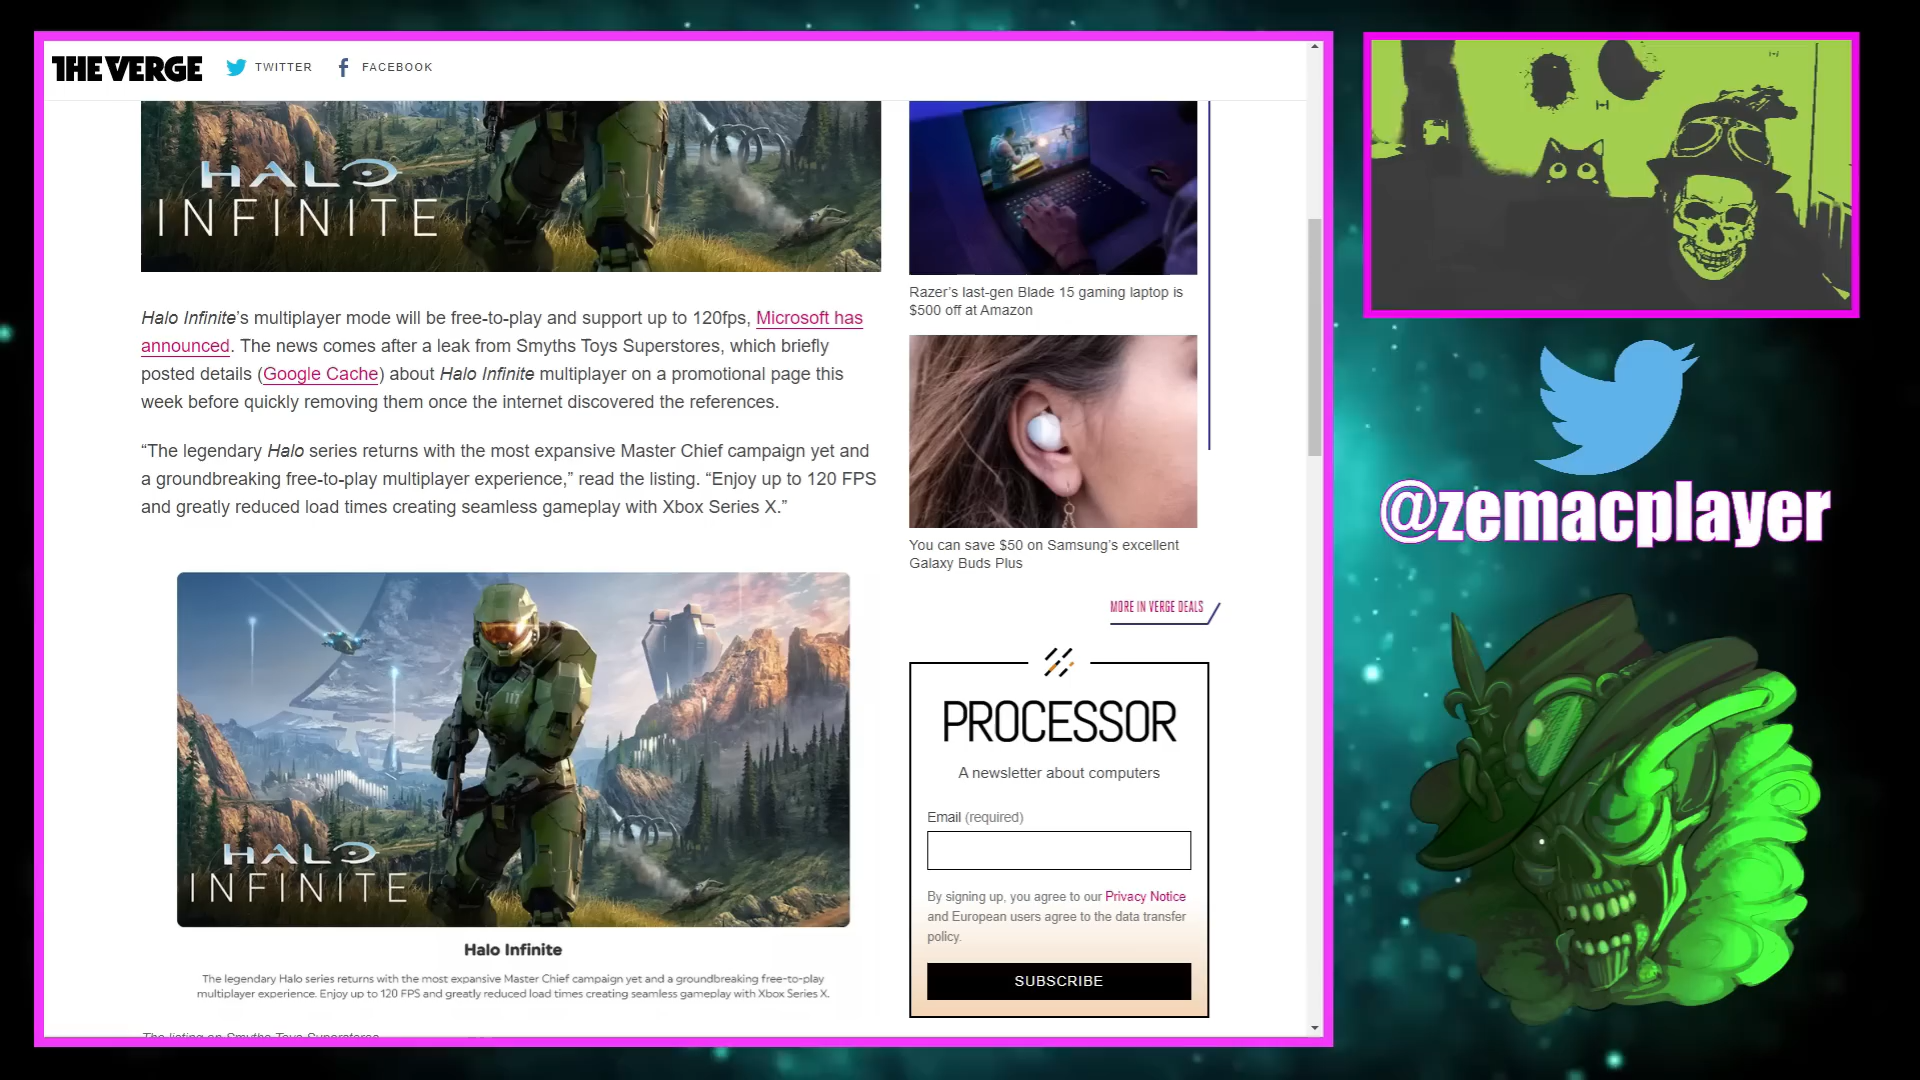 THE VERGE
TWITTER
FACEBOOK
HALO
INFINITE
Halo Infinite's multiplayer mode will be free-to-play and support up to 120fps, Microsoft has
announced. The news comes after a leak from Smyths Toys Superstores, which briefly
posted details (Google Cache) about Halo Infinite multiplayer on a promotional page this
week before quickly removing them once the internet discovered the references.
“The legendary Halo series returns with the most expansive Master Chief campaign yet and
a groundbreaking free-to-play multiplayer experience,” read the listing. “Enjoy up to 120 FPS
and greatly reduced load times creating seamless gameplay with Xbox Series X.”
117
HALO
INFINITE
Halo Infinite
The legendary Halo series returns with the most expansive Master Chief campaign yet and a groundbreaking free-to-play
multiplayer experience. Enjoy up to 120 FPS and greatly reduced load times creating seamless gameplay with Xbox Series X.
The listing on Smyths Toys Superstores
Razer's last-gen Blade 15 gaming laptop is
$500 off at Amazon
You can save $50 on Samsung's excellent
Galaxy Buds Plus
MORE IN VERGE DEALS
PROCESSOR
A newsletter about computers
Email (required)
By signing up, you agree to our Privacy Notice
and European users agree to the data transfer
policy.
SUBSCRIBE
@zemacplayer